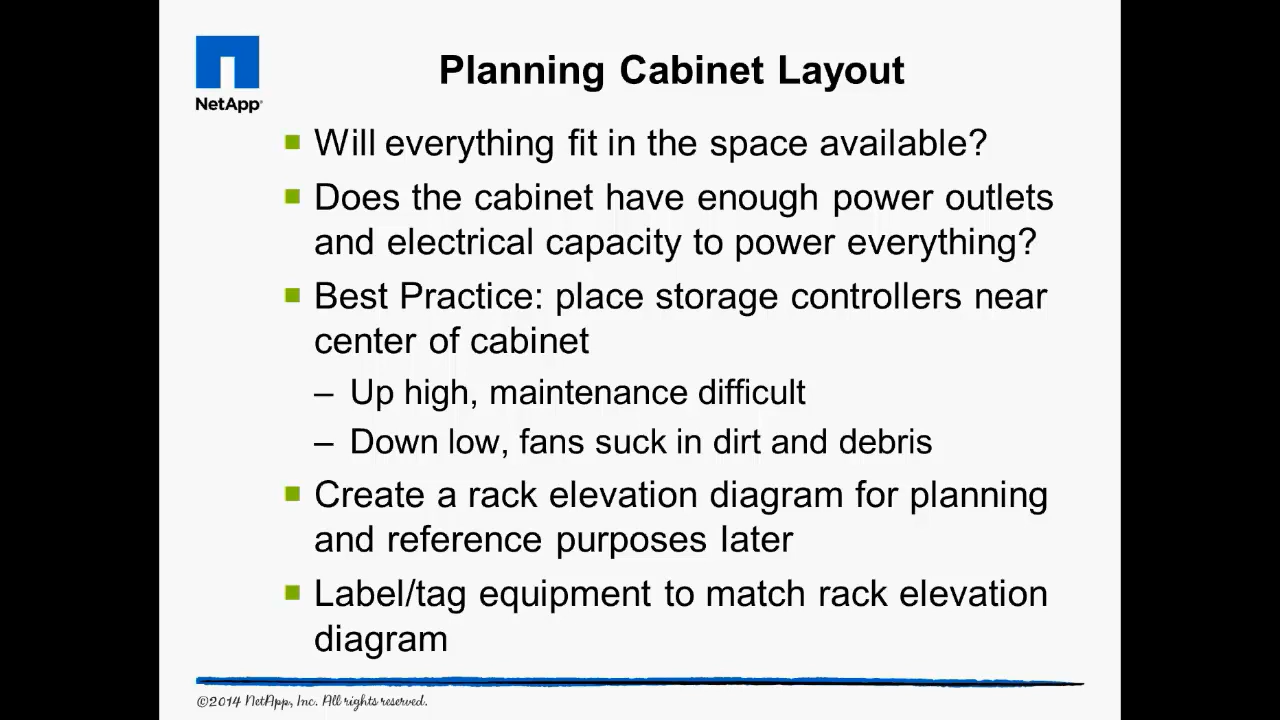 Planning Cabinet Layout
NetApp®
Will everything fit in the space available?
Does the cabinet have enough power outlets
and electrical capacity to power everything?
Best Practice: place storage controllers near
center of cabinet
– Up high, maintenance difficult
– Down low, fans suck in dirt and debris
Create a rack elevation diagram for planning
and reference purposes later
Label/tag equipment to match rack elevation
diagram
©2014 NetApp, Inc. All rights reserved.